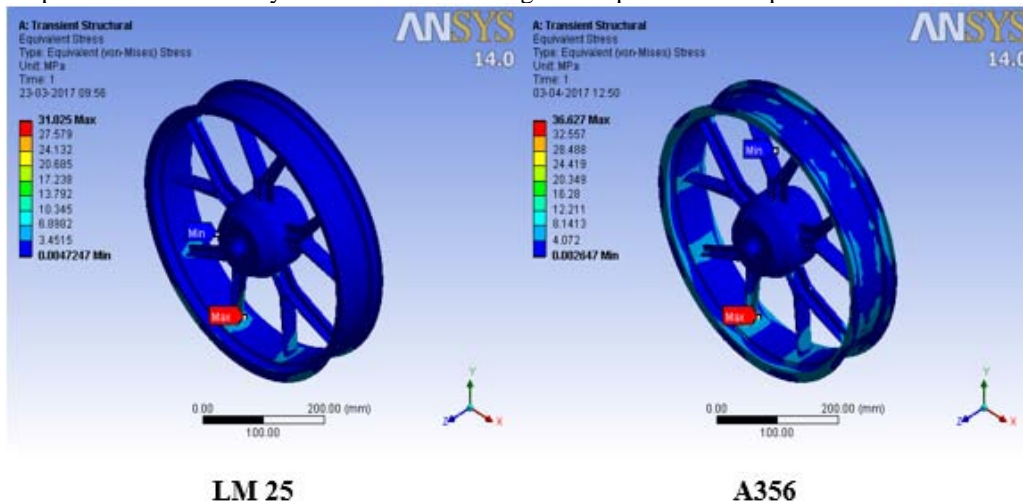 A: Transient Structural
Equivalent Stress
Type: Equivalent (von-Mises) Stress
Unit: MPa
Time: 1
23-03-2017 09:56
31.025 Max
27.579
24.132
20.685
17.238
13.792
10.345
6.8982
3.4515
0.0047247 Min
ANSYS
14.0
Min
Max
0.00
200.00 (mm)
100.00
Y
Z
X
LM 25
A: Transient Structural
Equivalent Stress
Type: Equivalent (von-Mises) Stress
Unit: MPa
Time: 1
03-04-2017 12:50
36.627 Max
32.557
28.488
24.419
20.349
16.28
12.211
8.1413
4.072
0.002647 Min
ANSYS
14.0
Min
Max
0.00
200.00 (mm)
100.00
Y
Z
X
A356